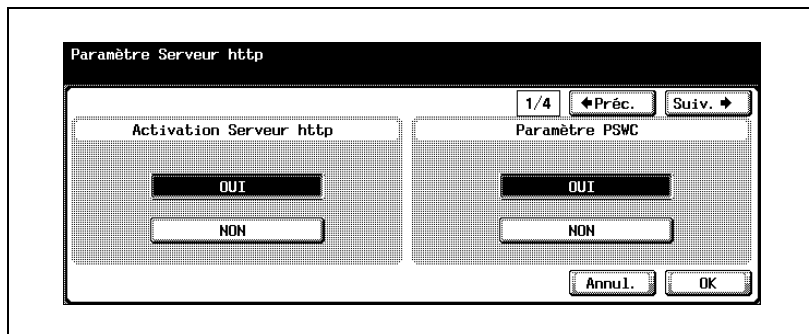 Paramètre Serveur http
1/4 Préc. Suiv.
Activation Serveur http Paramètre PSWC
OUI OUI
NON NON
Annul. OK